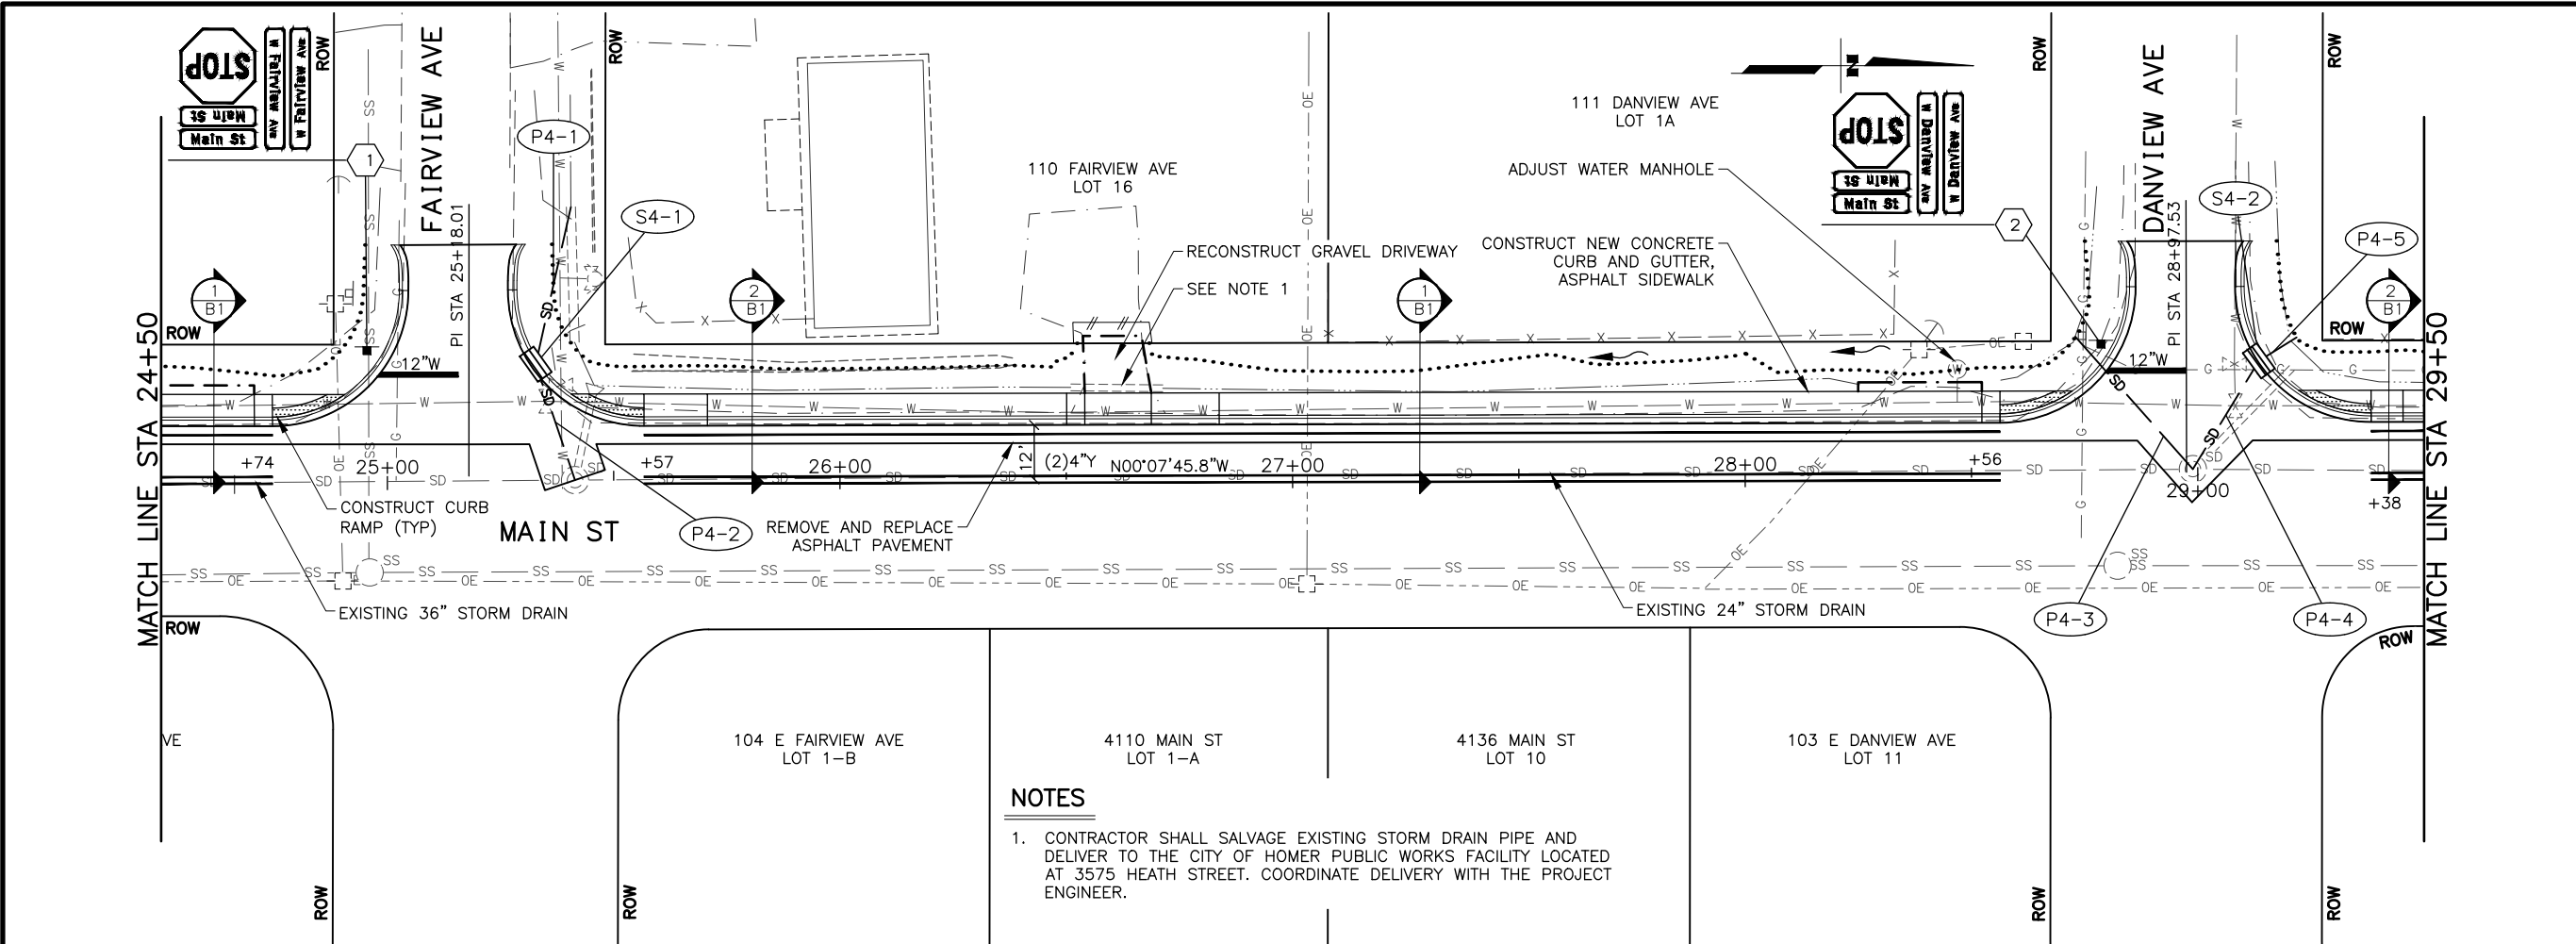 STOP
Main St
Main St
W Fairview Ave
W Fairview Ave
ROW
FAIRVIEW AVE
ROW
1
P4-1
S4-1
PI STA 25+18.01
110 FAIRVIEW AVE
LOT 16
111 DANVIEW AVE
LOT 1A
N
STOP
Main St
Main St
W Danview Ave
W Danview Ave
ROW
DANVIEW AVE
ROW
2
S4-2
P4-5
PI STA 28+97.53
ADJUST WATER MANHOLE
RECONSTRUCT GRAVEL DRIVEWAY
SEE NOTE 1
CONSTRUCT NEW CONCRETE
CURB AND GUTTER,
ASPHALT SIDEWALK
1
B1
2
B1
1
B1
2
B1
MATCH LINE STA 24+50
ROW
ROW
MATCH LINE STA 29+50
12"W
12"W
SD
SD
SD
SD
+74
25+00
+57
26+00
12'
(2)4"Y
N00°07'45.8"W
27+00
28+00
+56
29+00
+38
CONSTRUCT CURB
RAMP (TYP)
MAIN ST
P4-2
REMOVE AND REPLACE
ASPHALT PAVEMENT
EXISTING 36" STORM DRAIN
EXISTING 24" STORM DRAIN
P4-3
P4-4
ROW
ROW
VE
104 E FAIRVIEW AVE
LOT 1-B
4110 MAIN ST
LOT 1-A
4136 MAIN ST
LOT 10
103 E DANVIEW AVE
LOT 11
NOTES
1. CONTRACTOR SHALL SALVAGE EXISTING STORM DRAIN PIPE AND
DELIVER TO THE CITY OF HOMER PUBLIC WORKS FACILITY LOCATED
AT 3575 HEATH STREET. COORDINATE DELIVERY WITH THE PROJECT
ENGINEER.
ROW
ROW
ROW
ROW